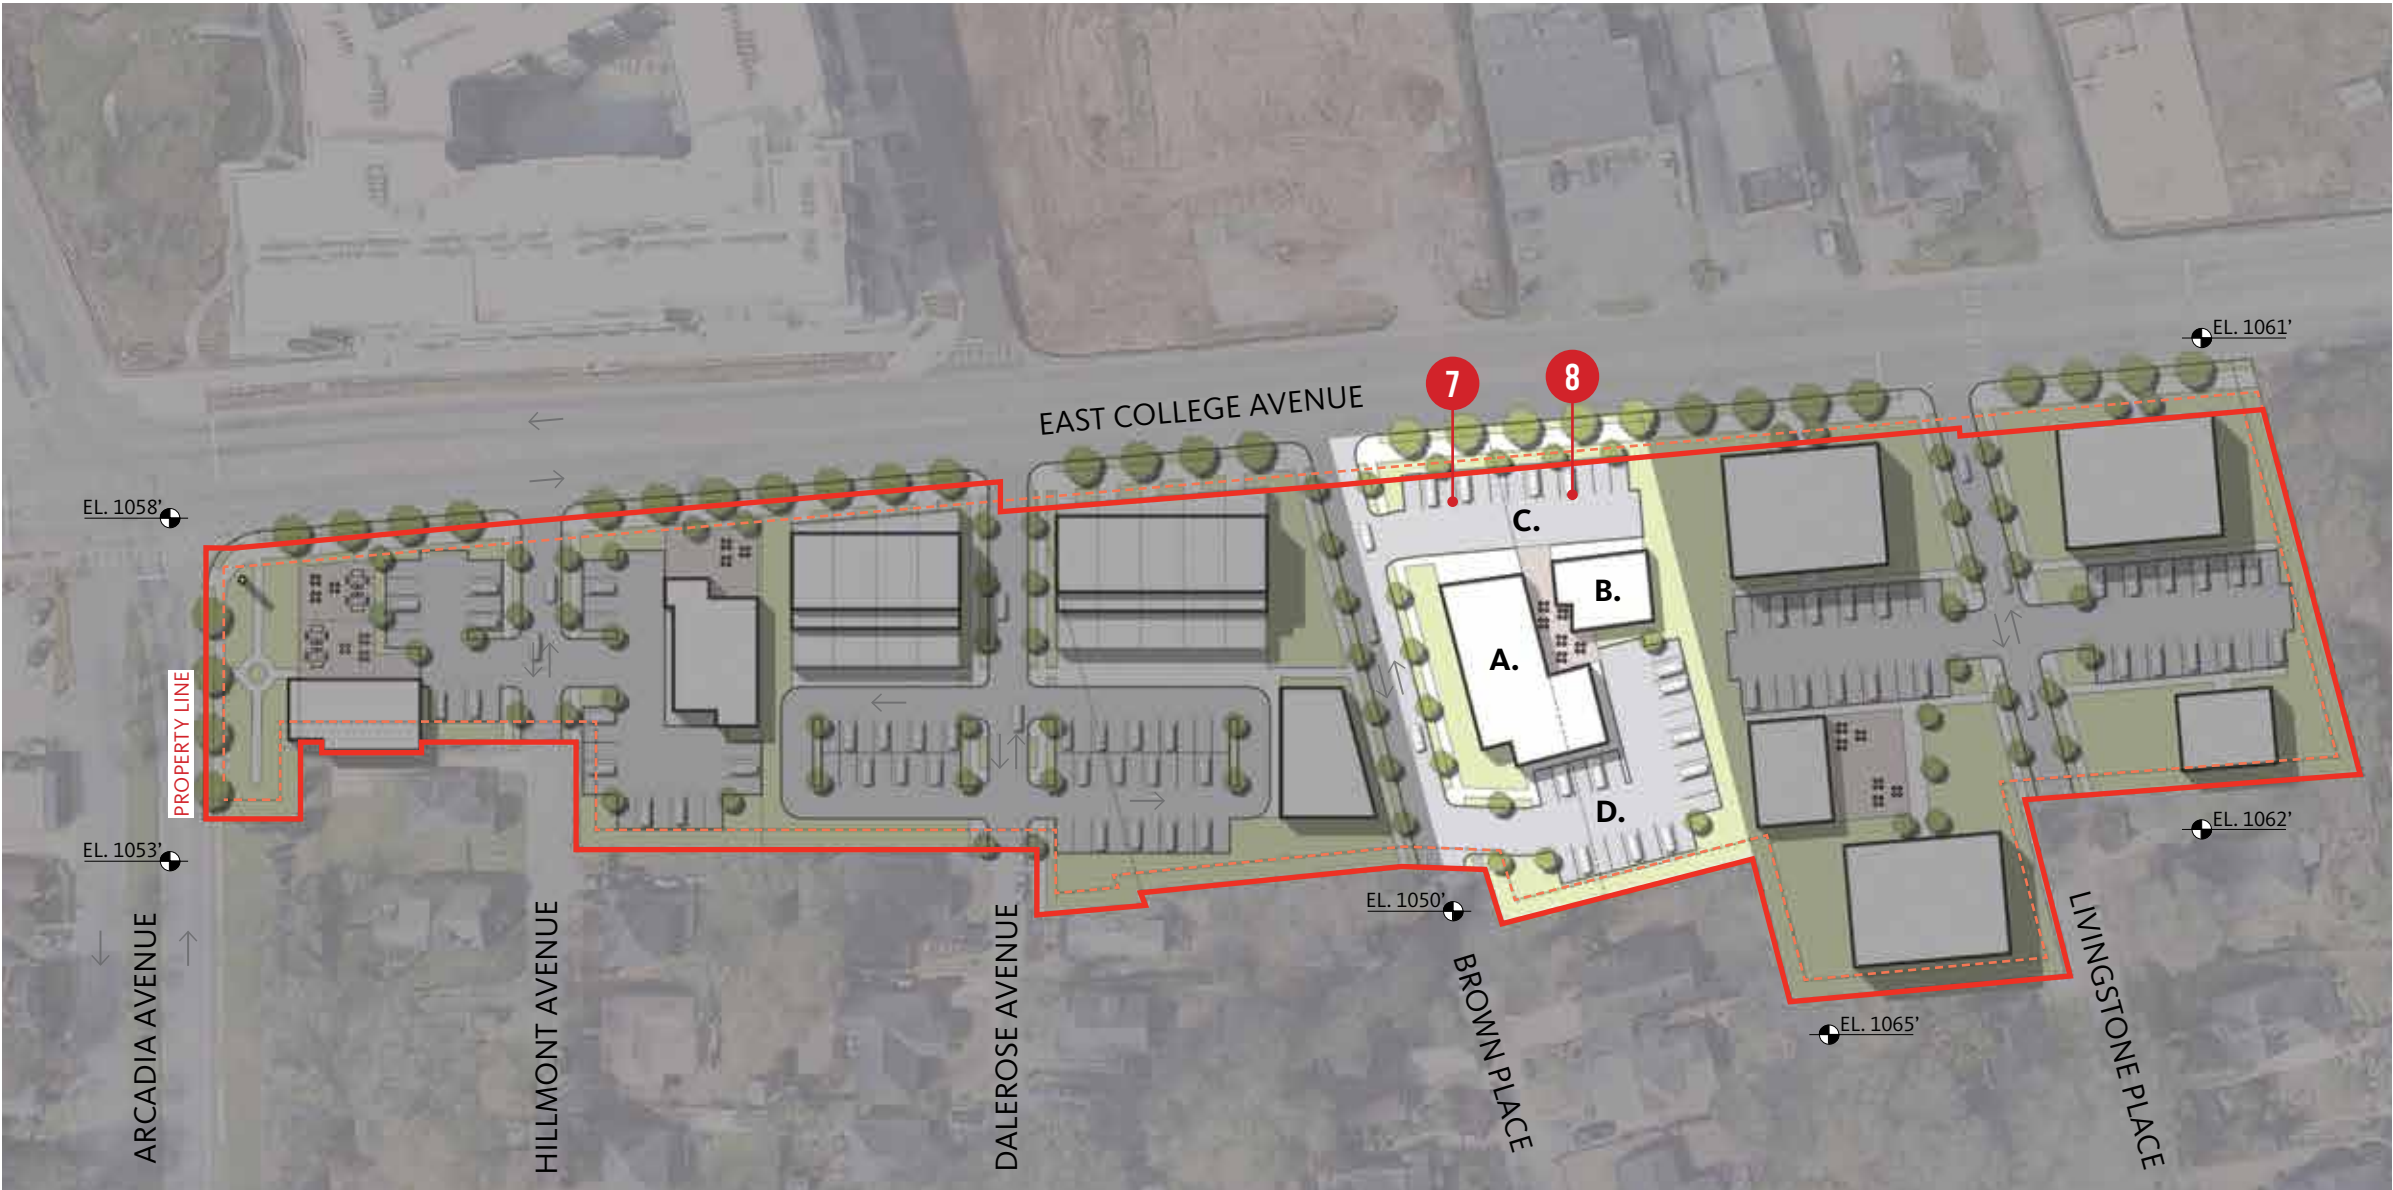 EL. 1061'
7
8
EAST COLLEGE AVENUE
EL. 1058'
C.
B.
A.
PROPERTY LINE
D.
EL. 1062'
EL. 1053'
EL. 1050'
EL. 1065'
ARCADIA AVENUE
HILLMONT AVENUE
DALEROSE AVENUE
BROWN PLACE
LIVINGSTONE PLACE